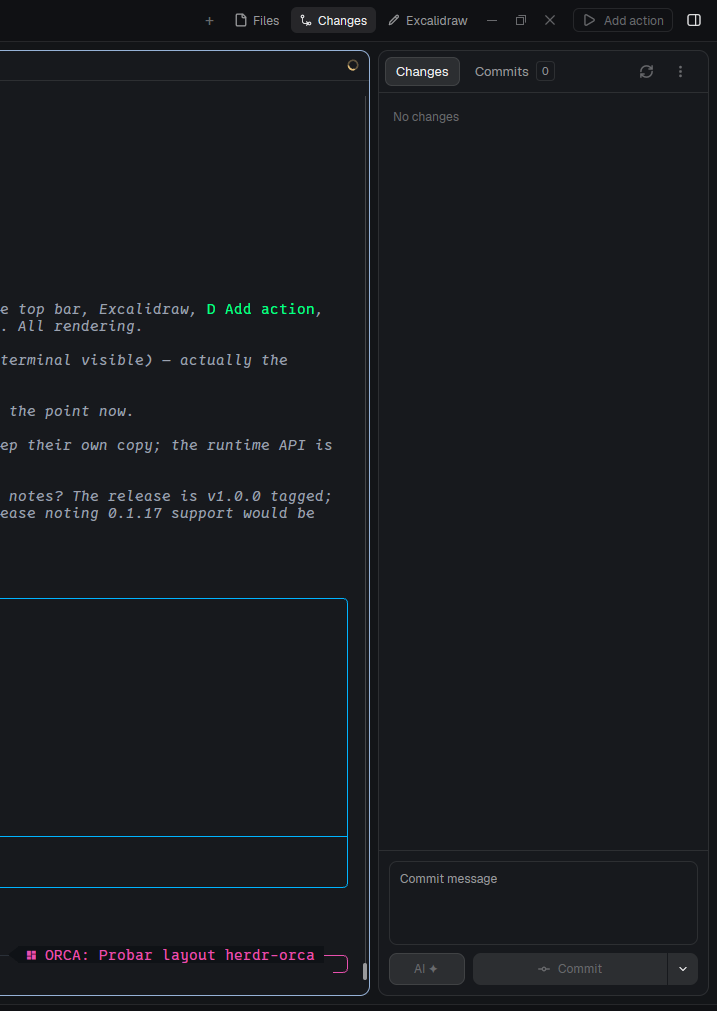 + Files Changes Excalidraw Add action
Changes Commits 0
No changes
e top bar, Excalidraw, D Add action,
. All rendering.
terminal visible) — actually the
the point now.
ep their own copy; the runtime API is
notes? The release is v1.0.0 tagged;
ease noting 0.1.17 support would be
ORCA: Probar layout herdr-orca
Commit message
AI Commit